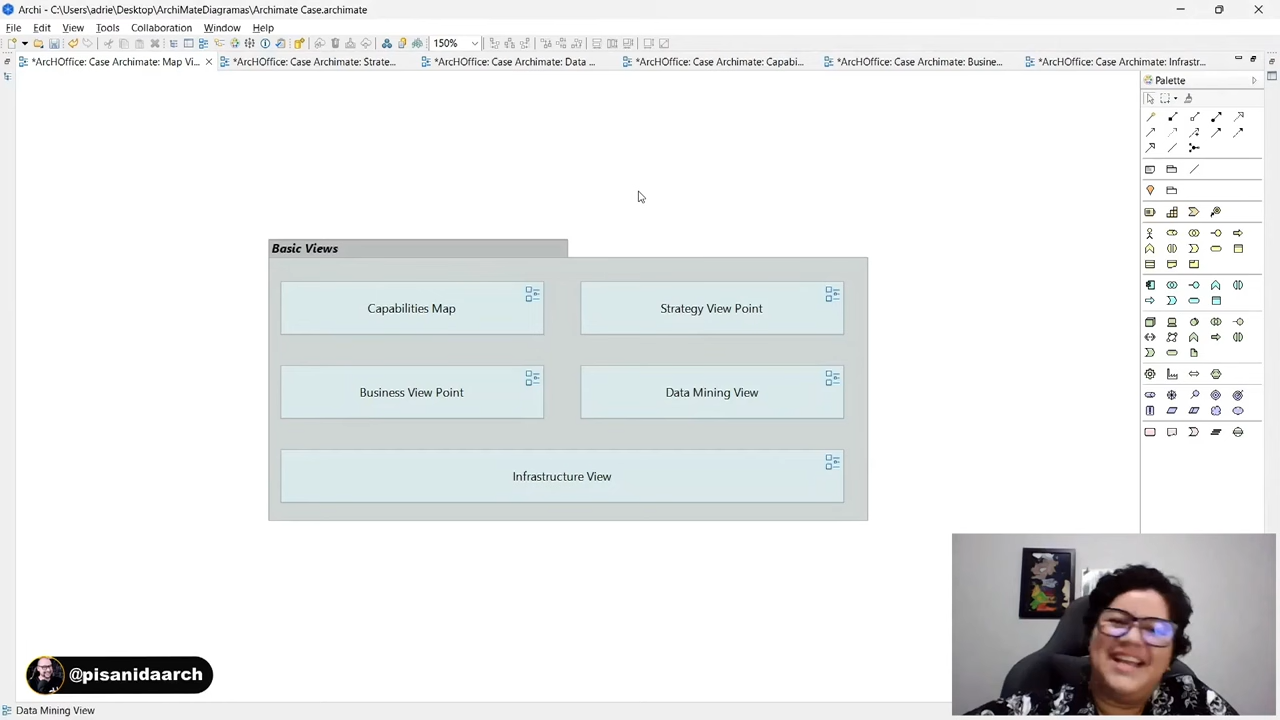 Archi - C:\Users\adrie\Desktop\ArchiMateDiagramas\Archimate Case.archimate
File Edit View Tools Collaboration Window Help
150%
*ArcHOffice: Case Archimate: Map Vi...
*ArcHOffice: Case Archimate: Strate...
*ArcHOffice: Case Archimate: Data ...
*ArcHOffice: Case Archimate: Capabi...
*ArcHOffice: Case Archimate: Busine...
*ArcHOffice: Case Archimate: Infrastr...
Palette
Basic Views
Capabilities Map
Strategy View Point
Business View Point
Data Mining View
Infrastructure View
@pisanidaarch
Data Mining View